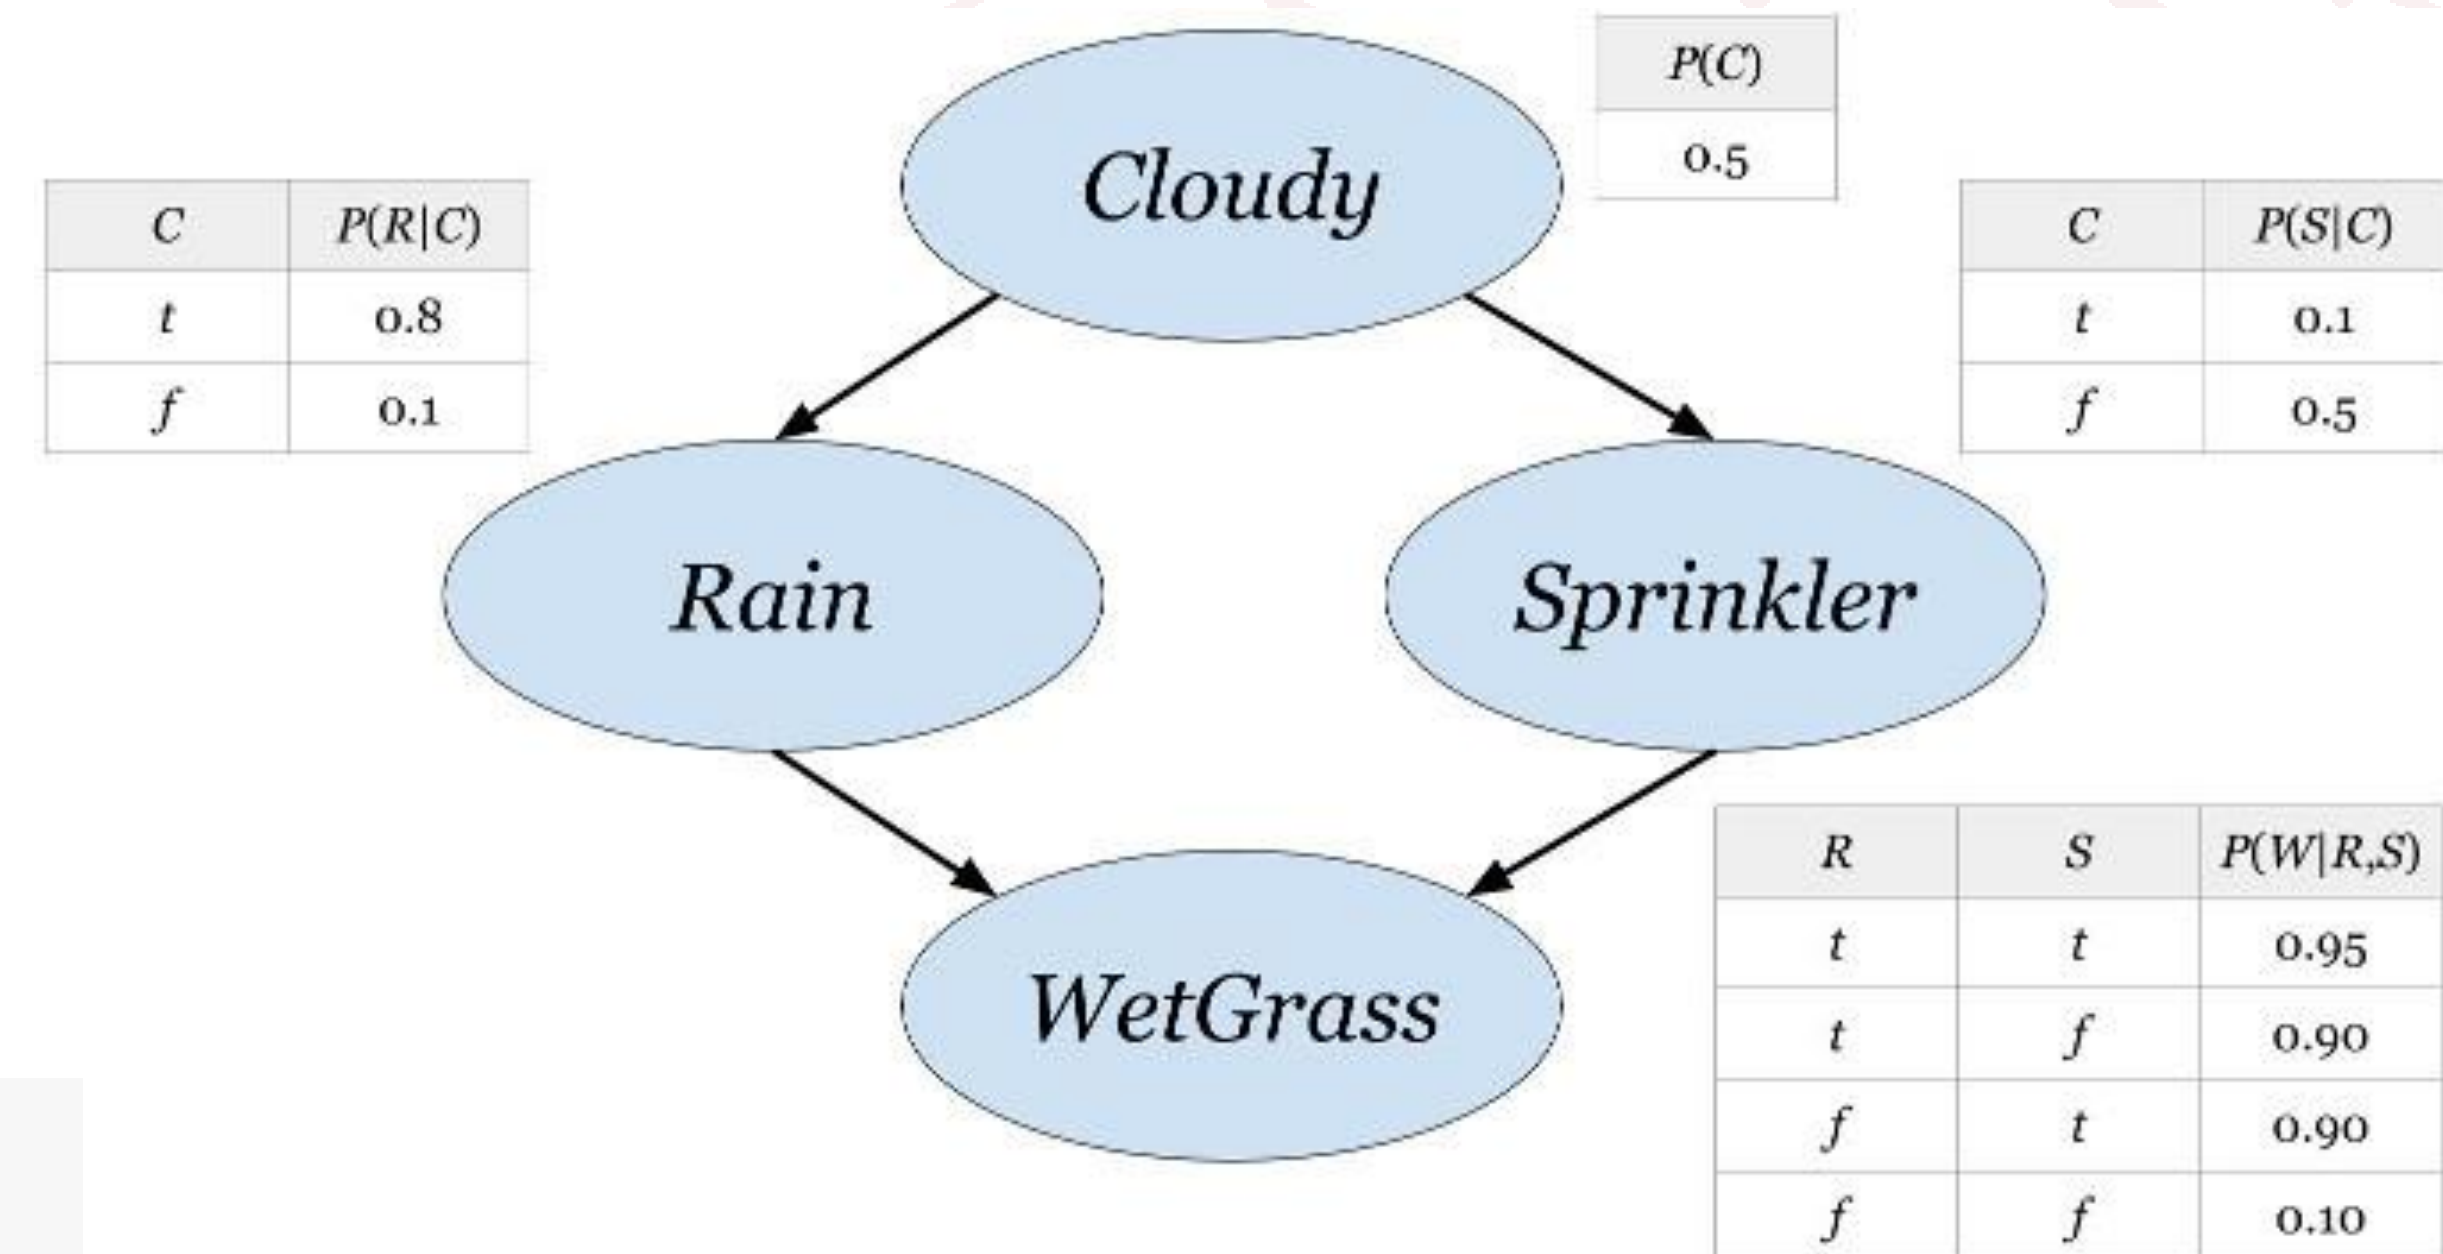 P(C)
0.5
Cloudy
C P(R|C)
t 0.8
f 0.1
C P(S|C)
t 0.1
f 0.5
Rain
Sprinkler
WetGrass
R S P(W|R,S)
t t 0.95
t f 0.90
f t 0.90
f f 0.10